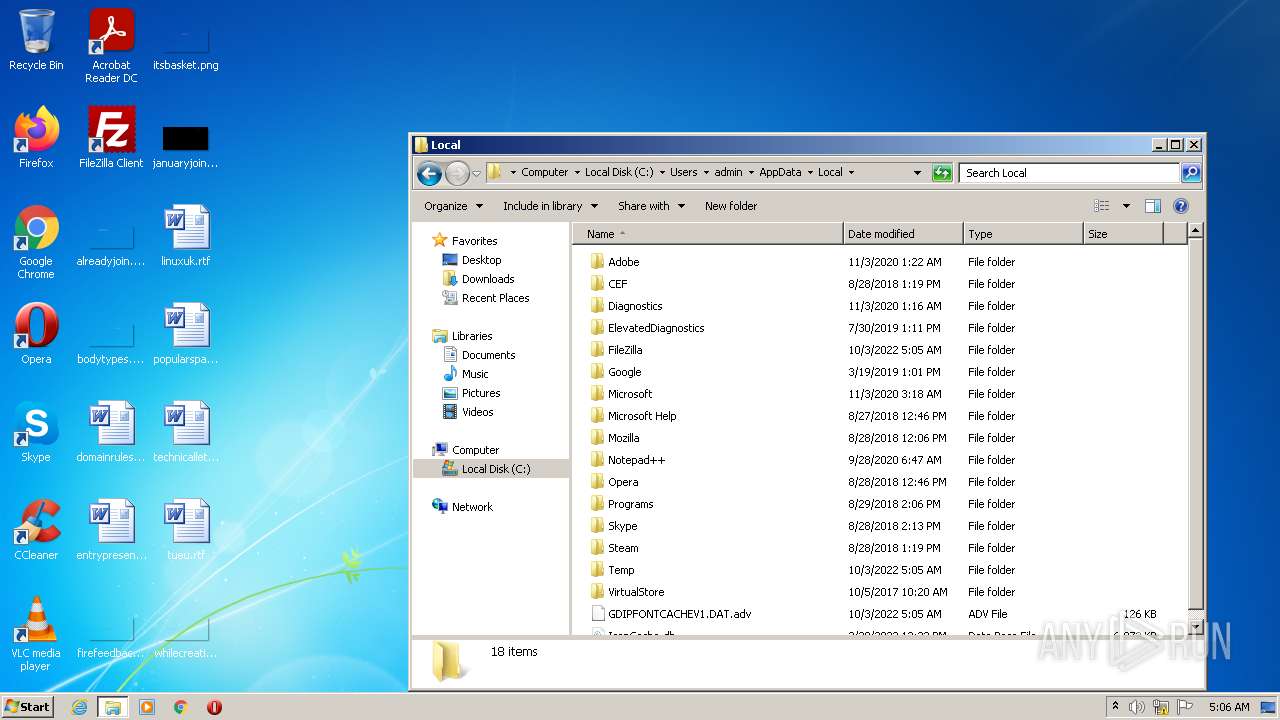 Recycle Bin
Acrobat
Reader DC
itsbasket.png
Firefox
FileZilla Client
januaryjoin...
Google
Chrome
alreadyjoin....
linuxuk.rtf
Opera
bodytypes....
popularspa...
Skype
domainrules...
technicallet...
CCleaner
entrypresen...
tueu.rtf
VLC media
player
firefeedbac...
whilecreati...
Local
Computer
Local Disk (C:)
Users
admin
AppData
Local
Search Local
Organize
Include in library
Share with
New folder
Favorites
Desktop
Downloads
Recent Places
Libraries
Documents
Music
Pictures
Videos
Computer
Local Disk (C:)
Network
Name Date modified Type Size
Adobe 11/3/2020 1:22 AM File folder
CEF 8/28/2018 1:19 PM File folder
Diagnostics 11/3/2020 1:16 AM File folder
ElevatedDiagnostics 7/30/2019 1:11 PM File folder
FileZilla 10/3/2022 5:05 AM File folder
Google 3/19/2019 1:01 PM File folder
Microsoft 11/3/2020 3:18 AM File folder
Microsoft Help 8/27/2018 12:46 PM File folder
Mozilla 8/28/2018 12:06 PM File folder
Notepad++ 9/28/2020 6:47 AM File folder
Opera 8/28/2018 12:46 PM File folder
Programs 8/29/2018 2:06 PM File folder
Skype 8/28/2018 2:13 PM File folder
Steam 8/28/2018 1:19 PM File folder
Temp 10/3/2022 5:05 AM File folder
VirtualStore 10/5/2017 10:20 AM File folder
GDIPFONTCACHEV1.DAT.adv 10/3/2022 5:05 AM ADV File 126 KB
18 items
ANY RUN
Start
5:06 AM